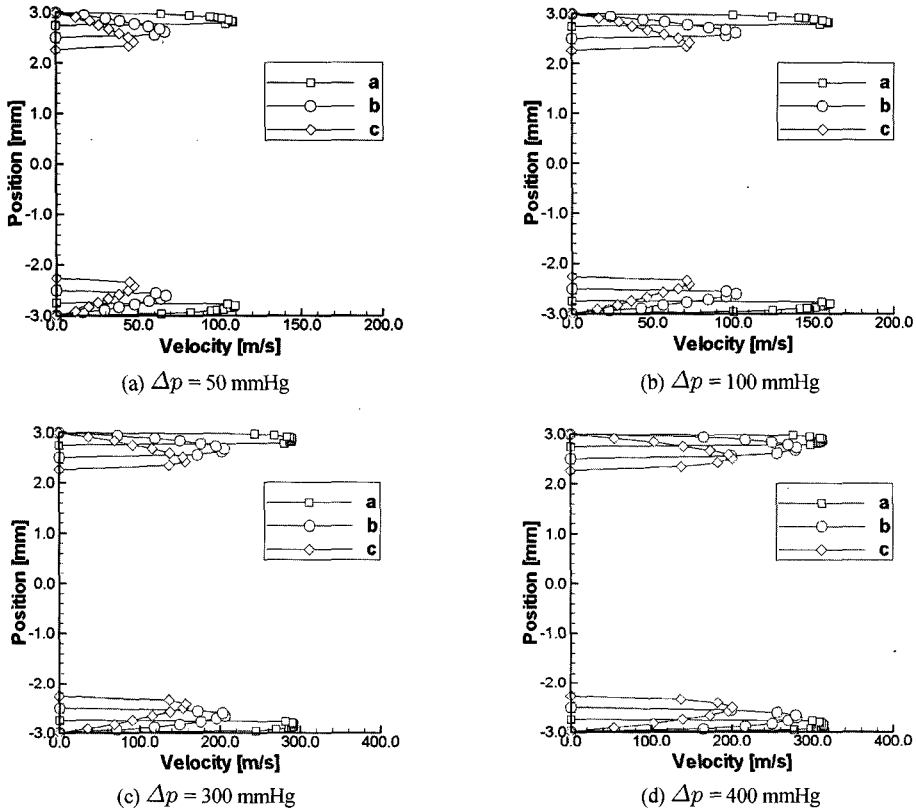 3.0
2.0
1.0
0.0
-1.0
-2.0
-3.0
Position [mm]
0.0 50.0 100.0 150.0 200.0
Velocity [m/s]
a
b
c
(a) Δp = 50 mmHg
3.0
2.0
1.0
0.0
-1.0
-2.0
-3.0
Position [mm]
0.0 50.0 100.0 150.0 200.0
Velocity [m/s]
a
b
c
(b) Δp = 100 mmHg
3.0
2.0
1.0
0.0
-1.0
-2.0
-3.0
Position [mm]
0.0 100.0 200.0 300.0 400.0
Velocity [m/s]
a
b
c
(c) Δp = 300 mmHg
3.0
2.0
1.0
0.0
-1.0
-2.0
-3.0
Position [mm]
0.0 100.0 200.0 300.0 400.0
Velocity [m/s]
a
b
c
(d) Δp = 400 mmHg